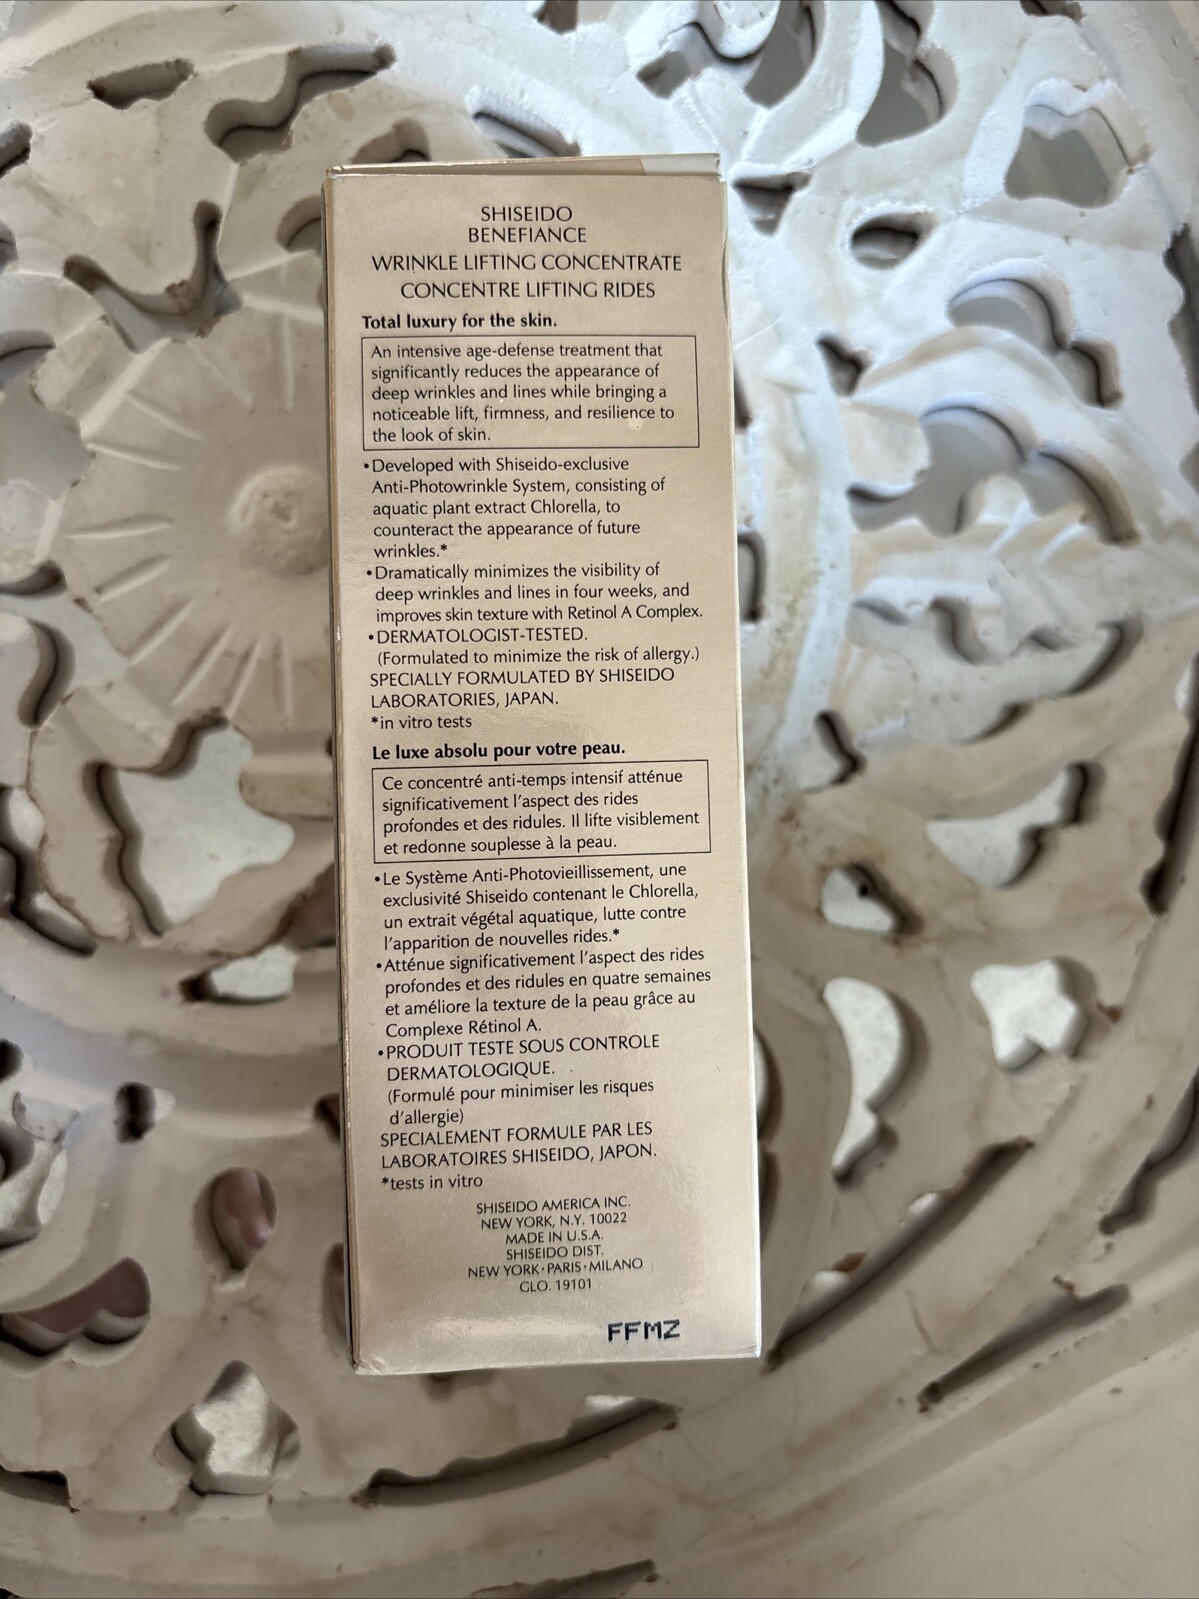 SHISEIDO
BENEFIANCE
WRINKLE LIFTING CONCENTRATE
CONCENTRE LIFTING RIDES
Total luxury for the skin.
An intensive age-defense treatment that
significantly reduces the appearance of
deep wrinkles and lines while bringing a
noticeable lift, firmness, and resilience to
the look of skin.
•Developed with Shiseido-exclusive
Anti-Photowrinkle System, consisting of
aquatic plant extract Chlorella, to
counteract the appearance of future
wrinkles.*
•Dramatically minimizes the visibility of
deep wrinkles and lines in four weeks, and
improves skin texture with Retinol A Complex.
•DERMATOLOGIST-TESTED.
(Formulated to minimize the risk of allergy.)
SPECIALLY FORMULATED BY SHISEIDO
LABORATORIES, JAPAN.
*in vitro tests
Le luxe absolu pour votre peau.
Ce concentré anti-temps intensif atténue
significativement l'aspect des rides
profondes et des ridules. Il lifte visiblement
et redonne souplesse à la peau.
•Le Système Anti-Photovieillissement, une
exclusivité Shiseido contenant le Chlorella,
un extrait végétal aquatique, lutte contre
l'apparition de nouvelles rides.*
•Atténue significativement l'aspect des rides
profondes et des ridules en quatre semaines
et améliore la texture de la peau grâce au
Complexe Rétinol A.
•PRODUIT TESTE SOUS CONTROLE
DERMATOLOGIQUE.
(Formulé pour minimiser les risques
d'allergie)
SPECIALEMENT FORMULE PAR LES
LABORATOIRES SHISEIDO, JAPON.
*tests in vitro
SHISEIDO AMERICA INC.
NEW YORK, N.Y. 10022
MADE IN U.S.A.
SHISEIDO DIST.
NEW YORK·PARIS·MILANO
GLO. 19101
FFMZ